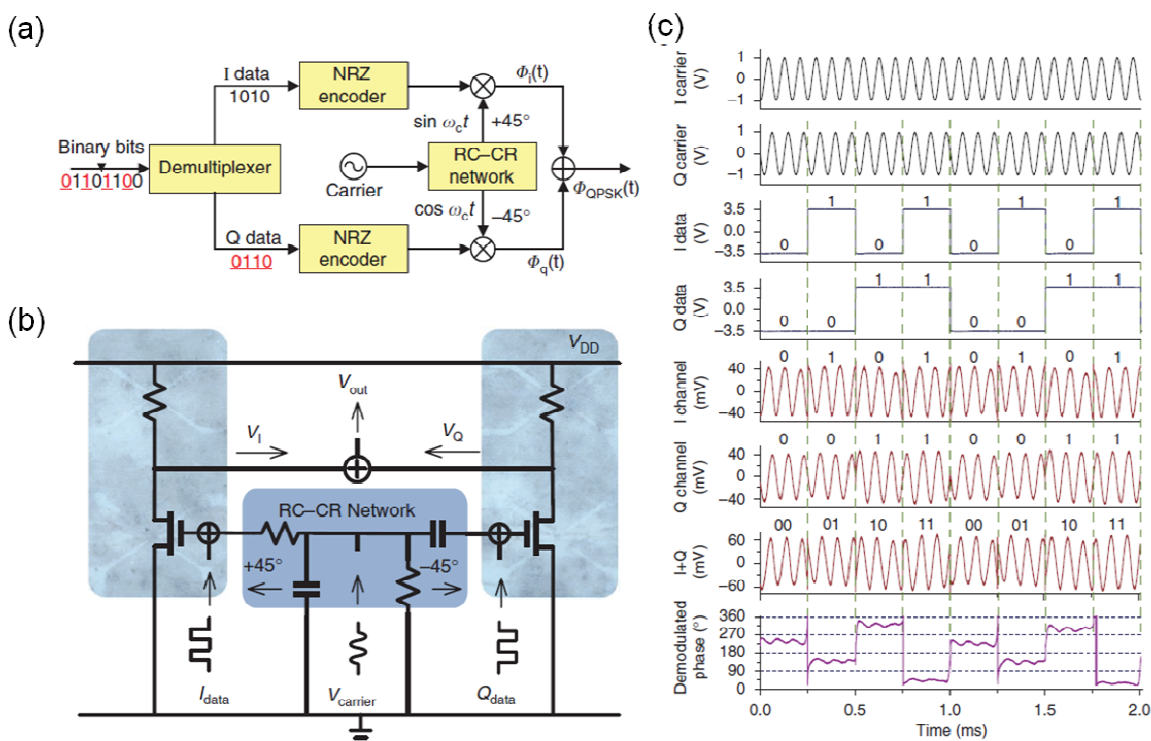 (a)
I data
1010
NRZ
encoder
Φi(t)
sin ωct
+45°
Binary bits
01101100
Demultiplexer
Carrier
RC–CR
network
ΦQPSK(t)
cos ωct
−45°
Q data
0110
NRZ
encoder
Φq(t)
(b)
VDD
Vout
VI
VQ
RC–CR Network
+45°
−45°
Idata
Vcarrier
Qdata
(c)
I carrier
(V)
1
0
−1
Q carrier
(V)
1
0
−1
I data
(V)
3.5
0.0
−3.5
0 1 0 1 0 1 0 1
Q data
(V)
3.5
0.0
−3.5
0 0 1 1 0 0 1 1
I channel
(mV)
40
0
−40
0 1 0 1 0 1 0 1
Q channel
(mV)
40
0
−40
0 0 1 1 0 0 1 1
I+Q
(mV)
60
0
−60
00 01 10 11 00 01 10 11
Demodulated
phase (°)
360
270
180
90
0
0.0 0.5 1.0 1.5 2.0
Time (ms)